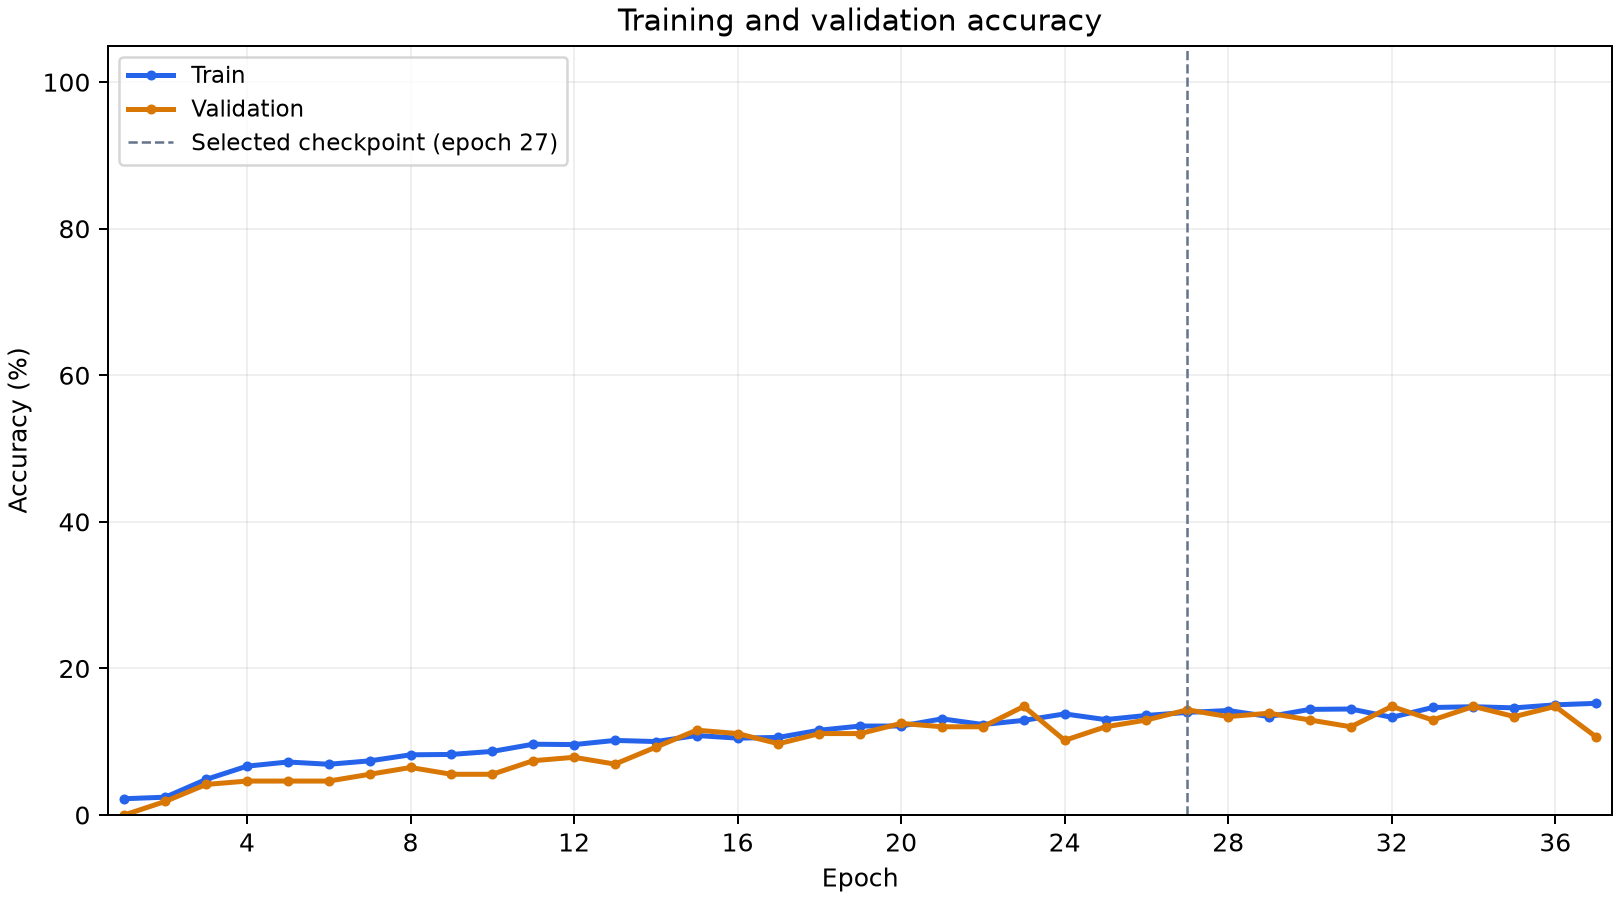 Training and validation accuracy
Train
Validation
Selected checkpoint (epoch 27)
100
80
60
40
20
0
Accuracy (%)
4 8 12 16 20 24 28 32 36
Epoch